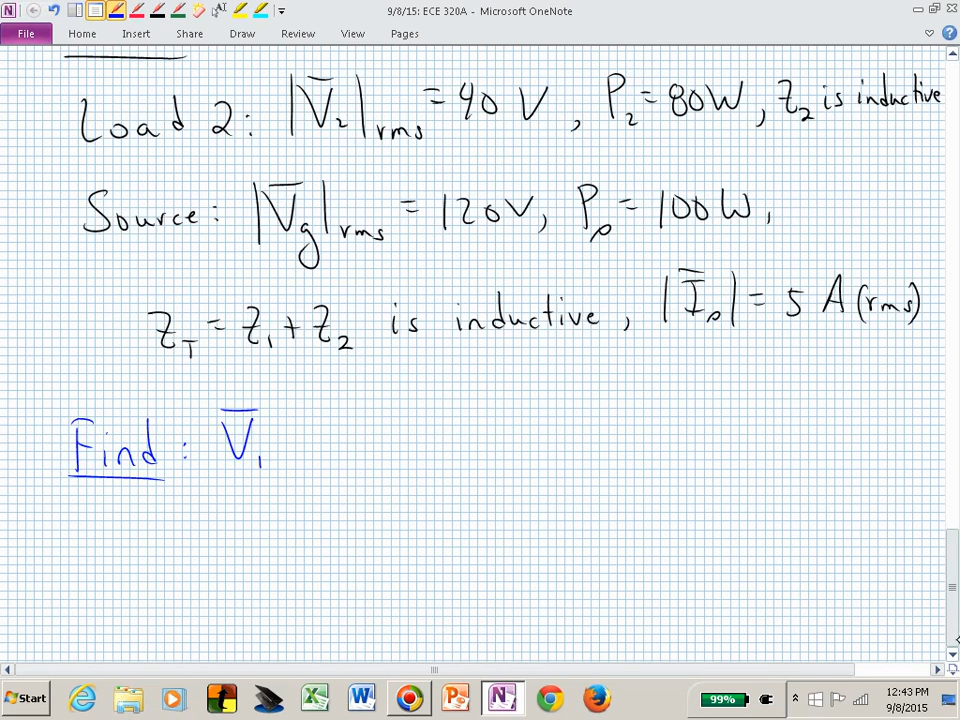 9/8/15: ECE 320A - Microsoft OneNote
File Home Insert Share Draw Review View Pages
Load 2: |V̅₂|rms = 40 V, P₂ = 80W, Z₂ is inductive
Source: |V̅g|rms = 120V, Pₚ = 100W,
Z_T = Z₁ + Z₂ is inductive, |I̅ₚ| = 5 A (rms)
Find: V̅₁
Start
99%
12:43 PM
9/8/2015